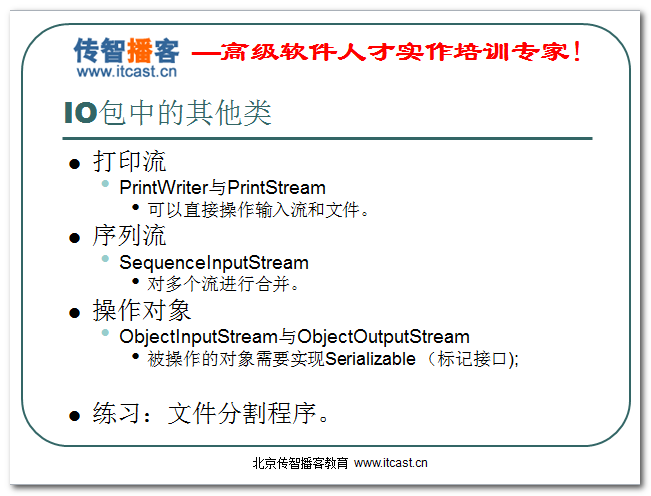 传智播客 —高级软件人才实作培训专家!
www.itcast.cn
IO包中的其他类
打印流
PrintWriter与PrintStream
可以直接操作输入流和文件。
序列流
SequenceInputStream
对多个流进行合并。
操作对象
ObjectInputStream与ObjectOutputStream
被操作的对象需要实现Serializable （标记接口);
练习：文件分割程序。
北京传智播客教育 www.itcast.cn